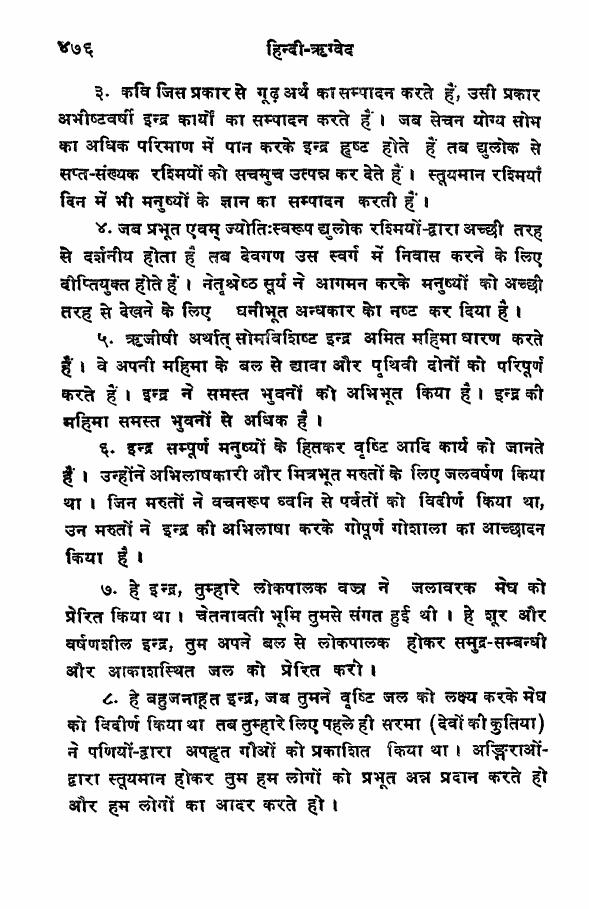 ४७६ हिन्दी-ऋग्वेद
३. कवि जिस प्रकार से गूढ़ अर्थ का सम्पादन करते हैं, उसी प्रकार
अभीष्टवर्षी इन्द्र कार्यों का सम्पादन करते हैं। जब सेचन योग्य सोम
का अधिक परिमाण में पान करके इन्द्र हृष्ट होते हैं तब द्युलोक से
सप्त-संख्यक रश्मियों को सचमुच उत्पन्न कर देते हैं। स्तूयमान रश्मियाँ
दिन में भी मनुष्यों के ज्ञान का सम्पादन करती हैं।
४. जब प्रभूत एवम् ज्योतिःस्वरूप द्युलोक रश्मियों-द्वारा अच्छी तरह
से दर्शनीय होता है तब देवगण उस स्वर्ग में निवास करने के लिए
दीप्तियुक्त होते हैं। नेतृश्रेष्ठ सूर्य ने आगमन करके मनुष्यों को अच्छी
तरह से देखने के लिए घनीभूत अन्धकार को नष्ट कर दिया है।
५. ऋजीषी अर्थात् सोमविशिष्ट इन्द्र अमित महिमा धारण करते
हैं। वे अपनी महिमा के बल से द्यावा और पृथिवी दोनों को परिपूर्ण
करते हैं। इन्द्र ने समस्त भुवनों को अभिभूत किया है। इन्द्र की
महिमा समस्त भुवनों से अधिक है।
६. इन्द्र सम्पूर्ण मनुष्यों के हितकर वृष्टि आदि कार्य को जानते
हैं। उन्होंने अभिलाषकारी और मित्रभूत मरुतों के लिए जलवर्षण किया
था। जिन मरुतों ने वचनरूप ध्वनि से पर्वतों को विदीर्ण किया था,
उन मरुतों ने इन्द्र की अभिलाषा करके गोपूर्ण गोशाला का आच्छादन
किया है।
७. हे इन्द्र, तुम्हारे लोकपालक वज्र ने जलावरक मेघ को
प्रेरित किया था। चेतनावती भूमि तुमसे संगत हुई थी। हे शूर और
वर्षणशील इन्द्र, तुम अपने बल से लोकपालक होकर समुद्र-सम्बन्धी
और आकाशस्थित जल को प्रेरित करो।
८. हे बहुजनाहूत इन्द्र, जब तुमने वृष्टि जल को लक्ष्य करके मेघ
को विदीर्ण किया था तब तुम्हारे लिए पहले ही सरमा (देवों की कुतिया)
ने पणियों-द्वारा अपहृत गौओं को प्रकाशित किया था। अङ्गिराओं-
द्वारा स्तूयमान होकर तुम हम लोगों को प्रभूत अन्न प्रदान करते हो
और हम लोगों का आदर करते हो।